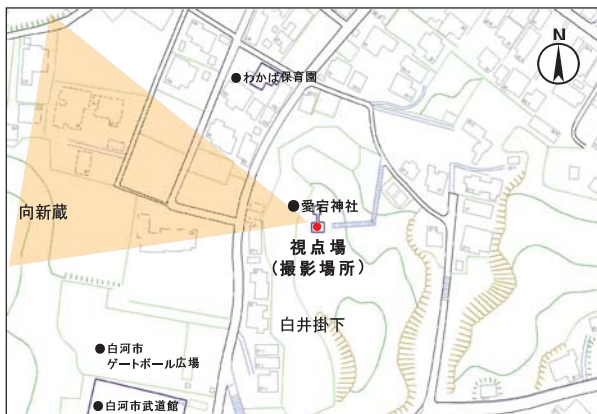 N
●わかば保育園
●愛宕神社
視点場
(撮影場所)
向新蔵
白井掛下
●白河市
ゲートボール広場
●白河市武道館